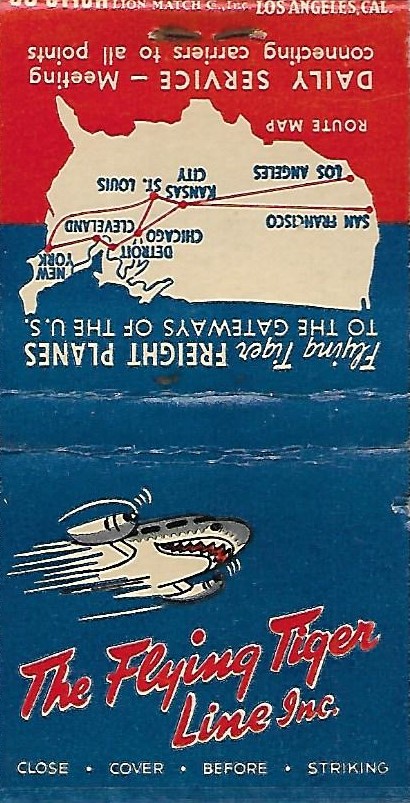 LION MATCH Co., Inc. LOS ANGELES, CAL.
Flying Tiger FREIGHT PLANES
TO THE GATEWAYS OF THE U.S.
NEW YORK
DETROIT
CLEVELAND
CHICAGO
SAN FRANCISCO
ST. LOUIS
KANSAS CITY
LOS ANGELES
ROUTE MAP
DAILY SERVICE – Meeting
connecting carriers to all points
The Flying Tiger
Line Inc.
CLOSE • COVER • BEFORE • STRIKING